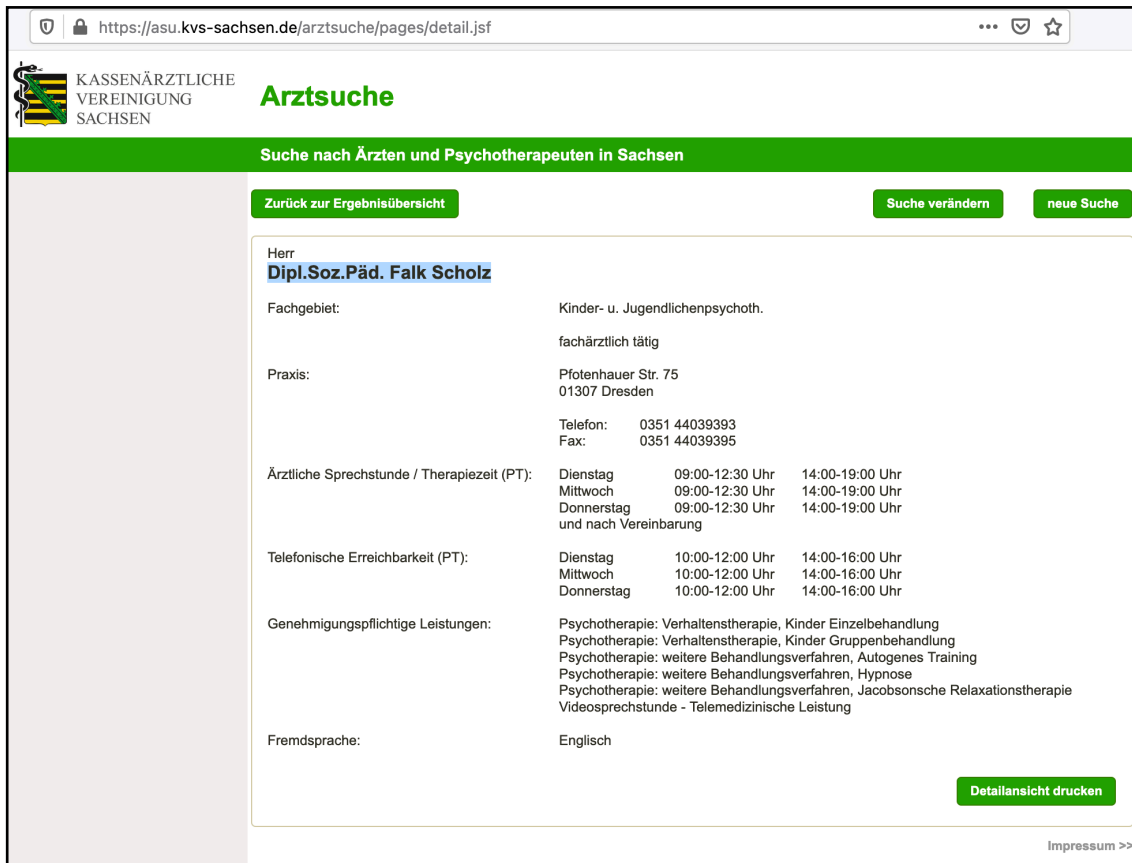 https://asu.kvs-sachsen.de/arztsuche/pages/detail.jsf
KASSENÄRZTLICHE
VEREINIGUNG
SACHSEN
Arztsuche
Suche nach Ärzten und Psychotherapeuten in Sachsen
Zurück zur Ergebnisübersicht Suche verändern neue Suche
Herr
Dipl.Soz.Päd. Falk Scholz
Fachgebiet: Kinder- u. Jugendlichenpsychoth.
fachärztlich tätig
Praxis: Pfotenhauer Str. 75
01307 Dresden
Telefon: 0351 44039393
Fax: 0351 44039395
Ärztliche Sprechstunde / Therapiezeit (PT): Dienstag 09:00-12:30 Uhr 14:00-19:00 Uhr
Mittwoch 09:00-12:30 Uhr 14:00-19:00 Uhr
Donnerstag 09:00-12:30 Uhr 14:00-19:00 Uhr
und nach Vereinbarung
Telefonische Erreichbarkeit (PT): Dienstag 10:00-12:00 Uhr 14:00-16:00 Uhr
Mittwoch 10:00-12:00 Uhr 14:00-16:00 Uhr
Donnerstag 10:00-12:00 Uhr 14:00-16:00 Uhr
Genehmigungspflichtige Leistungen: Psychotherapie: Verhaltenstherapie, Kinder Einzelbehandlung
Psychotherapie: Verhaltenstherapie, Kinder Gruppenbehandlung
Psychotherapie: weitere Behandlungsverfahren, Autogenes Training
Psychotherapie: weitere Behandlungsverfahren, Hypnose
Psychotherapie: weitere Behandlungsverfahren, Jacobsonsche Relaxationstherapie
Videosprechstunde - Telemedizinische Leistung
Fremdsprache: Englisch
Detailansicht drucken
Impressum >>